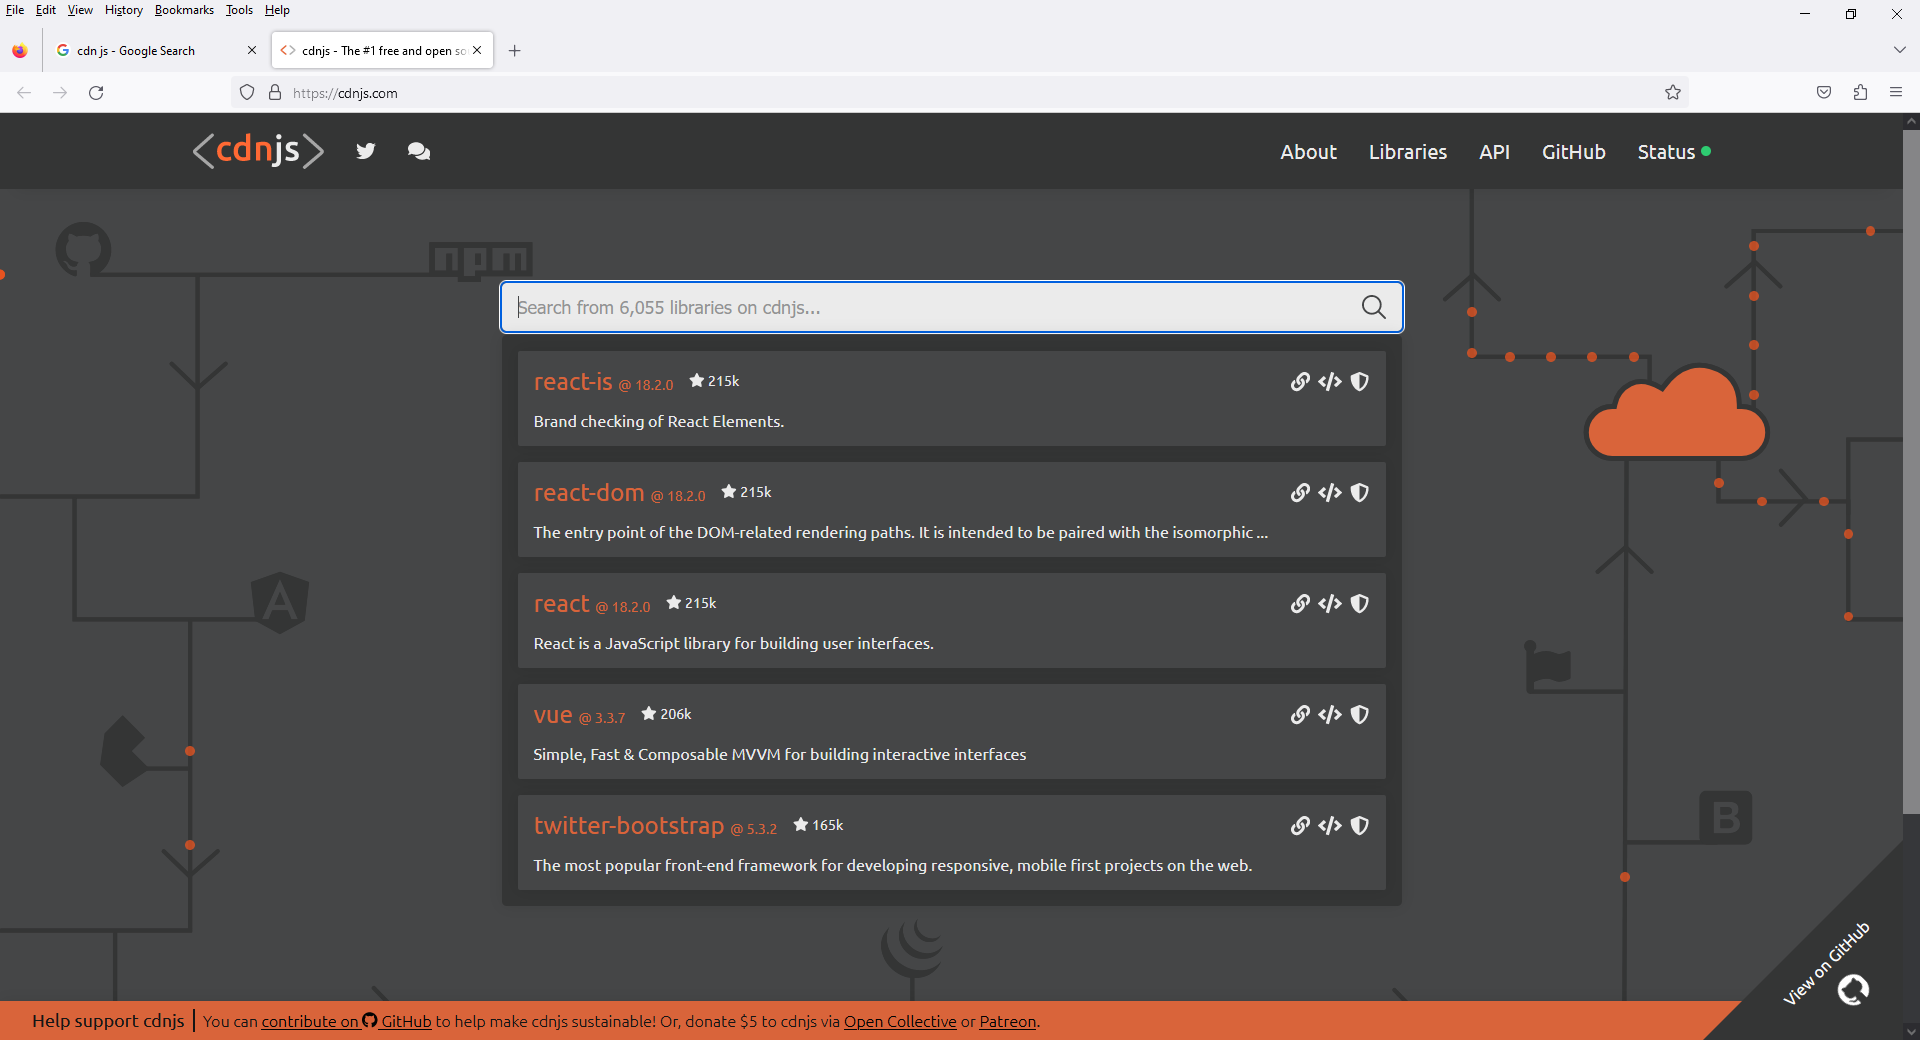 File Edit View History Bookmarks Tools Help
cdn js - Google Search
cdnjs - The #1 free and open so
https://cdnjs.com
<cdnjs>
About Libraries API GitHub Status
npm
Search from 6,055 libraries on cdnjs...
react-is @ 18.2.0 215k
Brand checking of React Elements.
react-dom @ 18.2.0 215k
The entry point of the DOM-related rendering paths. It is intended to be paired with the isomorphic ...
react @ 18.2.0 215k
React is a JavaScript library for building user interfaces.
vue @ 3.3.7 206k
Simple, Fast & Composable MVVM for building interactive interfaces
twitter-bootstrap @ 5.3.2 165k
The most popular front-end framework for developing responsive, mobile first projects on the web.
A
B
View on GitHub
Help support cdnjs | You can contribute on GitHub to help make cdnjs sustainable! Or, donate $5 to cdnjs via Open Collective or Patreon.